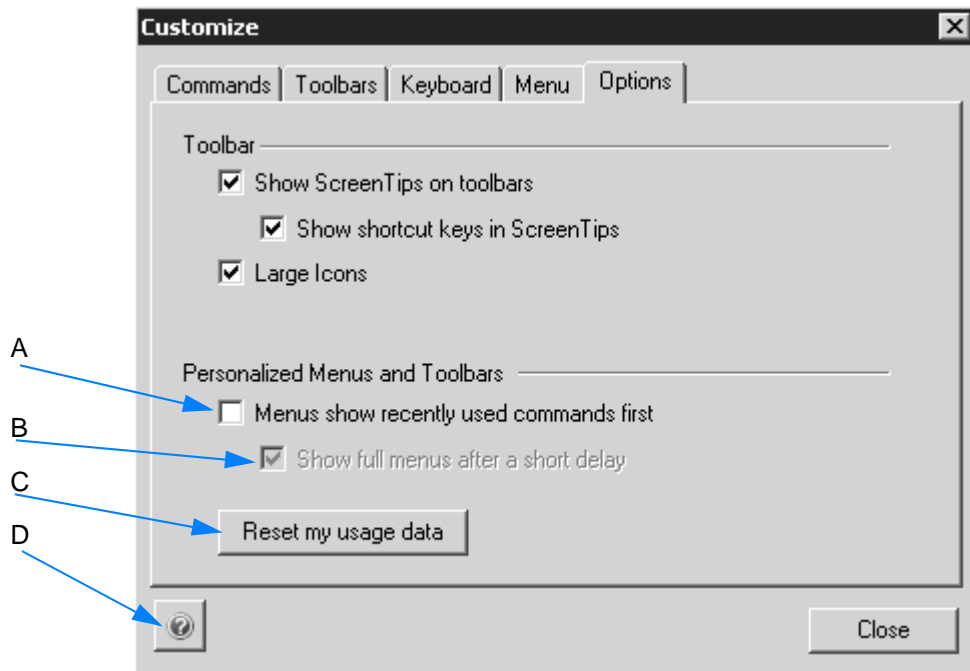 Customize
Commands Toolbars Keyboard Menu Options
Toolbar
Show ScreenTips on toolbars
Show shortcut keys in ScreenTips
Large Icons
A
Personalized Menus and Toolbars
Menus show recently used commands first
B
Show full menus after a short delay
C
Reset my usage data
D
?
Close